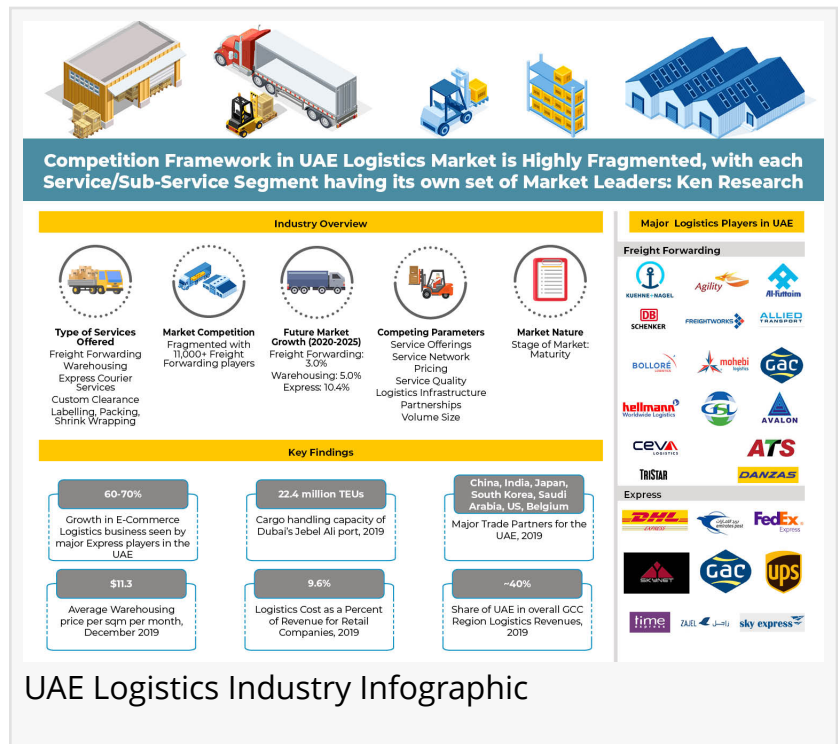 Competition Framework in UAE Logistics Market is Highly Fragmented, with each
Service/Sub-Service Segment having its own set of Market Leaders: Ken Research
Industry Overview
Type of Services
Offered
Freight Forwarding
Warehousing
Express Courier
Services
Custom Clearance
Labelling, Packing,
Shrink Wrapping
Market Competition
Fragmented with
11,000+ Freight
Forwarding players
Future Market
Growth (2020-2025)
Freight Forwarding:
3.0%
Warehousing: 5.0%
Express: 10.4%
Competing Parameters
Service Offerings
Service Network
Pricing
Service Quality
Logistics Infrastructure
Partnerships
Volume Size
Market Nature
Stage of Market:
Maturity
Key Findings
60-70%
Growth in E-Commerce
Logistics business seen by
major Express players in the
UAE
22.4 million TEUs
Cargo handling capacity of
Dubai's Jebel Ali port, 2019
China, India, Japan,
South Korea, Saudi
Arabia, US, Belgium
Major Trade Partners for the
UAE, 2019
$11.3
Average Warehousing
price per sqm per month,
December 2019
9.6%
Logistics Cost as a Percent
of Revenue for Retail
Companies, 2019
~40%
Share of UAE in overall GCC
Region Logistics Revenues,
2019
Major Logistics Players in UAE
Freight Forwarding
KUEHNE+NAGEL
Agility
Al-Futtaim
DB
SCHENKER
FREIGHTWORKS
ALLIED
TRANSPORT
BOLLORÉ
LOGISTICS
mohebi
logistics
GAC
hellmann
Worldwide Logistics
GSL
AVALON
CEVA
LOGISTICS
ATS
TRISTAR
DANZAS
Express
DHL
EXPRESS
emirates post
FedEx
Express
SKYNET
GAC
ups
time
EXPRESS
ZAJEL زاجل
sky express
UAE Logistics Industry Infographic